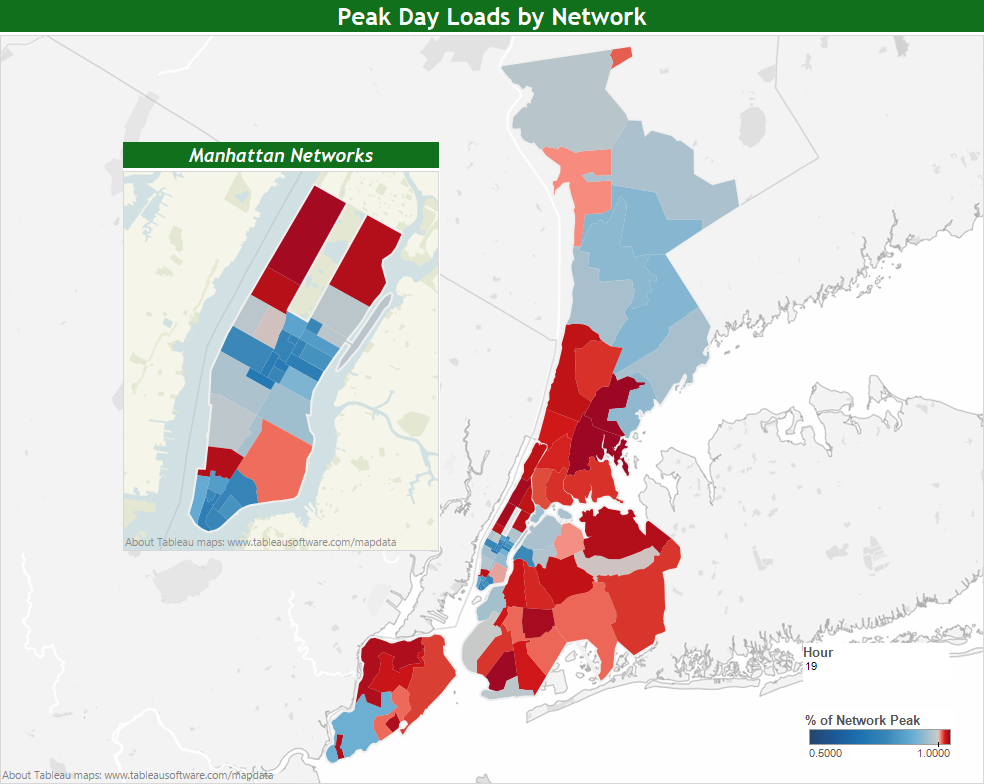 Peak Day Loads by Network
Manhattan Networks
About Tableau maps: www.tableausoftware.com/mapdata
Hour
19
% of Network Peak
0.5000 1.0000
About Tableau maps: www.tableausoftware.com/mapdata